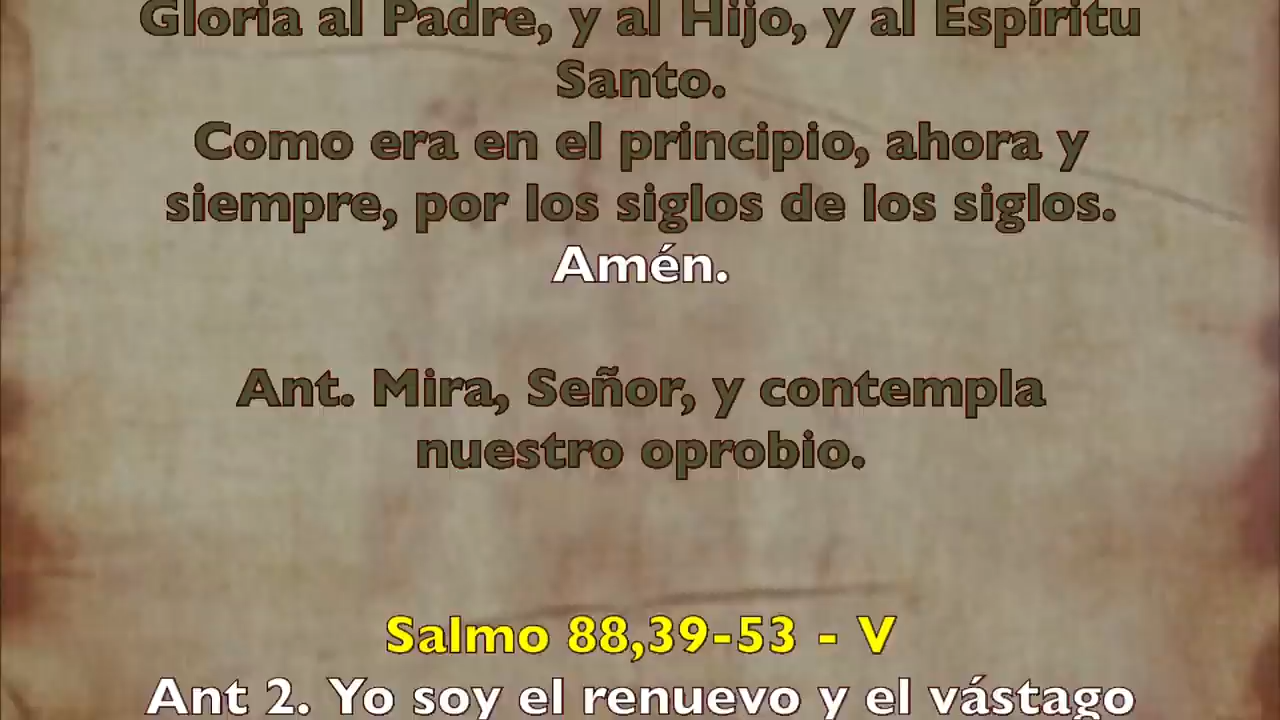 Gloria al Padre, y al Hijo, y al Espíritu
Santo.
Como era en el principio, ahora y
siempre, por los siglos de los siglos.
Amén.
Ant. Mira, Señor, y contempla
nuestro oprobio.
Salmo 88,39-53 - V
Ant 2. Yo soy el renuevo y el vástago